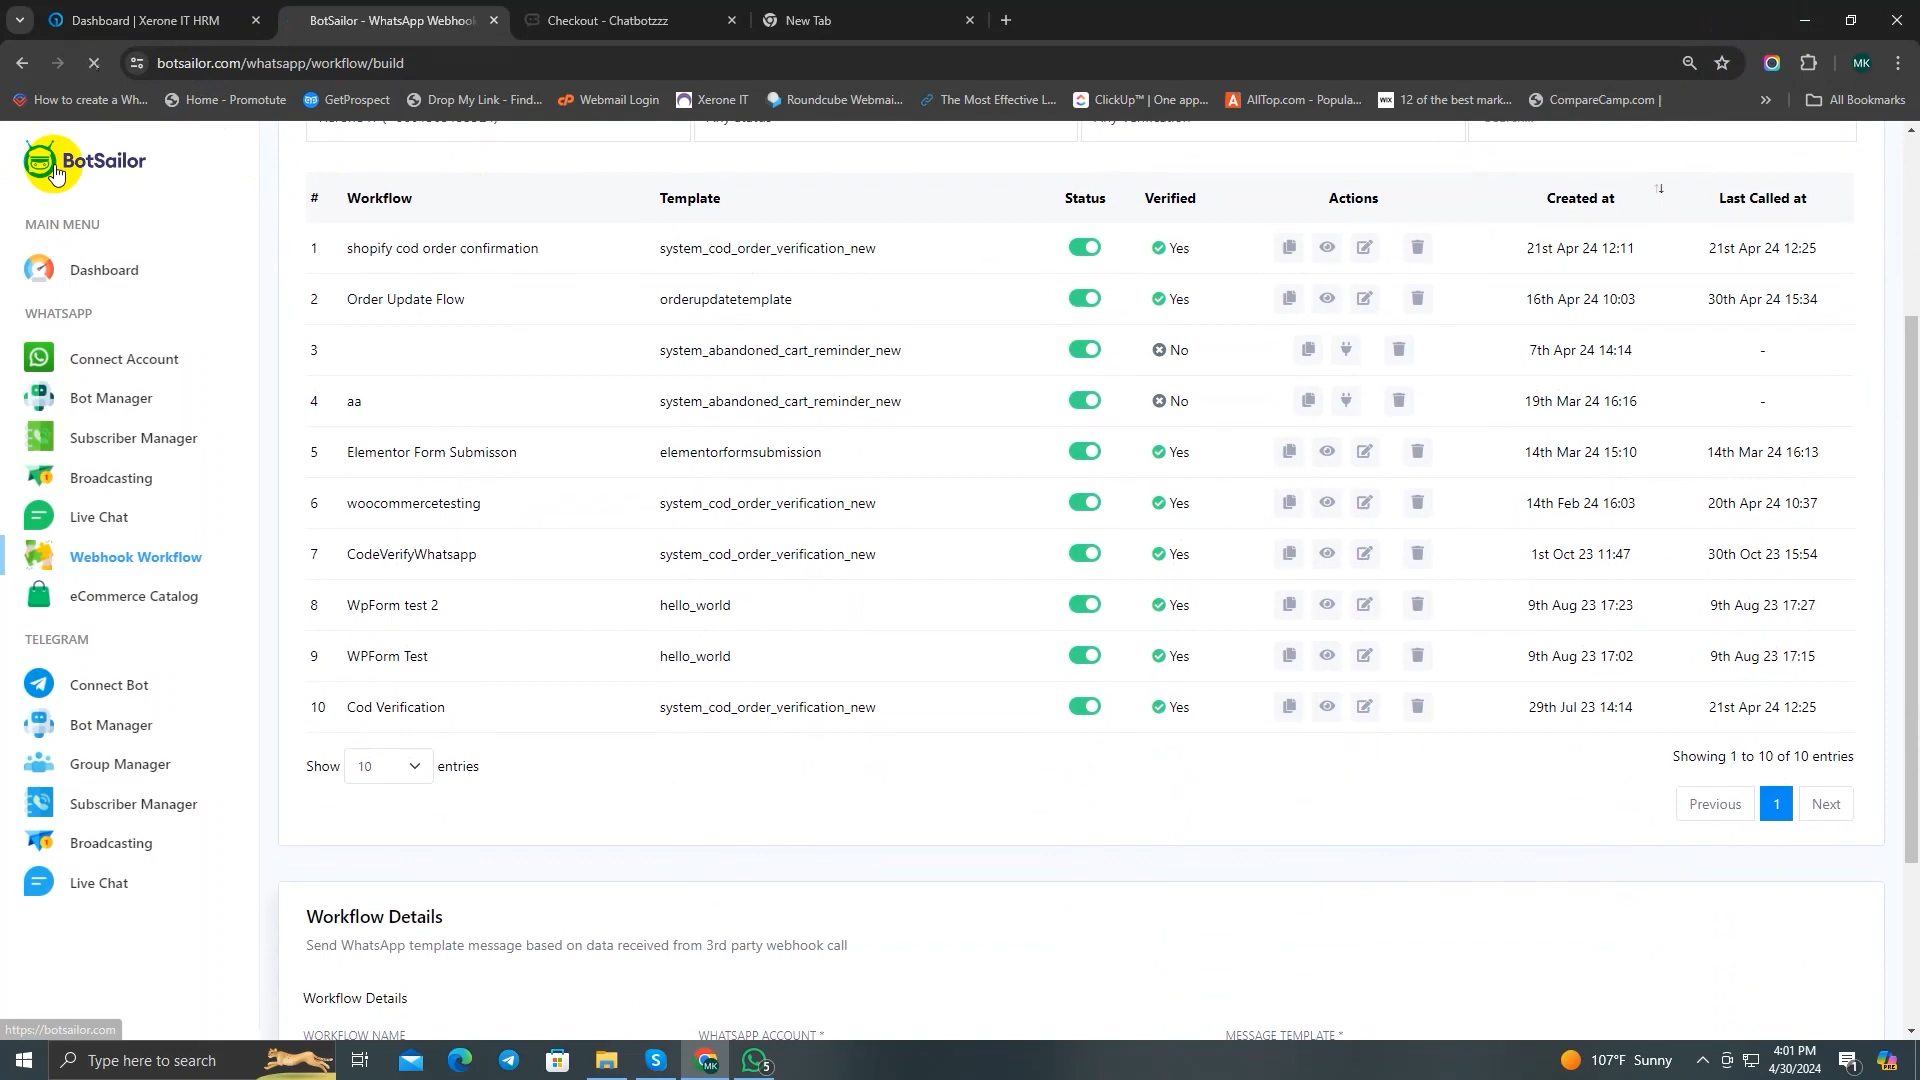 Dashboard | Xerone IT HRM
BotSailor - WhatsApp Webhook
Checkout - Chatbotzzz
New Tab
botsailor.com/whatsapp/workflow/build
MK
How to create a Wh...
Home - Promotute
GetProspect
Drop My Link - Find...
Webmail Login
Xerone IT
Roundcube Webmai...
The Most Effective L...
ClickUp™ | One app...
AllTop.com - Popula...
WIX
12 of the best mark...
CompareCamp.com |
All Bookmarks
BotSailor
MAIN MENU
Dashboard
WHATSAPP
Connect Account
Bot Manager
Subscriber Manager
Broadcasting
Live Chat
Webhook Workflow
eCommerce Catalog
TELEGRAM
Connect Bot
Bot Manager
Group Manager
Subscriber Manager
Broadcasting
Live Chat
# Workflow Template Status Verified Actions Created at Last Called at
1 shopify cod order confirmation system_cod_order_verification_new Yes 21st Apr 24 12:11 21st Apr 24 12:25
2 Order Update Flow orderupdatetemplate Yes 16th Apr 24 10:03 30th Apr 24 15:34
3 system_abandoned_cart_reminder_new No 7th Apr 24 14:14 -
4 aa system_abandoned_cart_reminder_new No 19th Mar 24 16:16 -
5 Elementor Form Submisson elementorformsubmission Yes 14th Mar 24 15:10 14th Mar 24 16:13
6 woocommercetesting system_cod_order_verification_new Yes 14th Feb 24 16:03 20th Apr 24 10:37
7 CodeVerifyWhatsapp system_cod_order_verification_new Yes 1st Oct 23 11:47 30th Oct 23 15:54
8 WpForm test 2 hello_world Yes 9th Aug 23 17:23 9th Aug 23 17:27
9 WPForm Test hello_world Yes 9th Aug 23 17:02 9th Aug 23 17:15
10 Cod Verification system_cod_order_verification_new Yes 29th Jul 23 14:14 21st Apr 24 12:25
Show 10 entries
Showing 1 to 10 of 10 entries
Previous 1 Next
Workflow Details
Send WhatsApp template message based on data received from 3rd party webhook call
Workflow Details
WORKFLOW NAME WHATSAPP ACCOUNT * MESSAGE TEMPLATE *
https://botsailor.com
Type here to search
MK
5
107°F Sunny
4:01 PM
4/30/2024
1
PRE